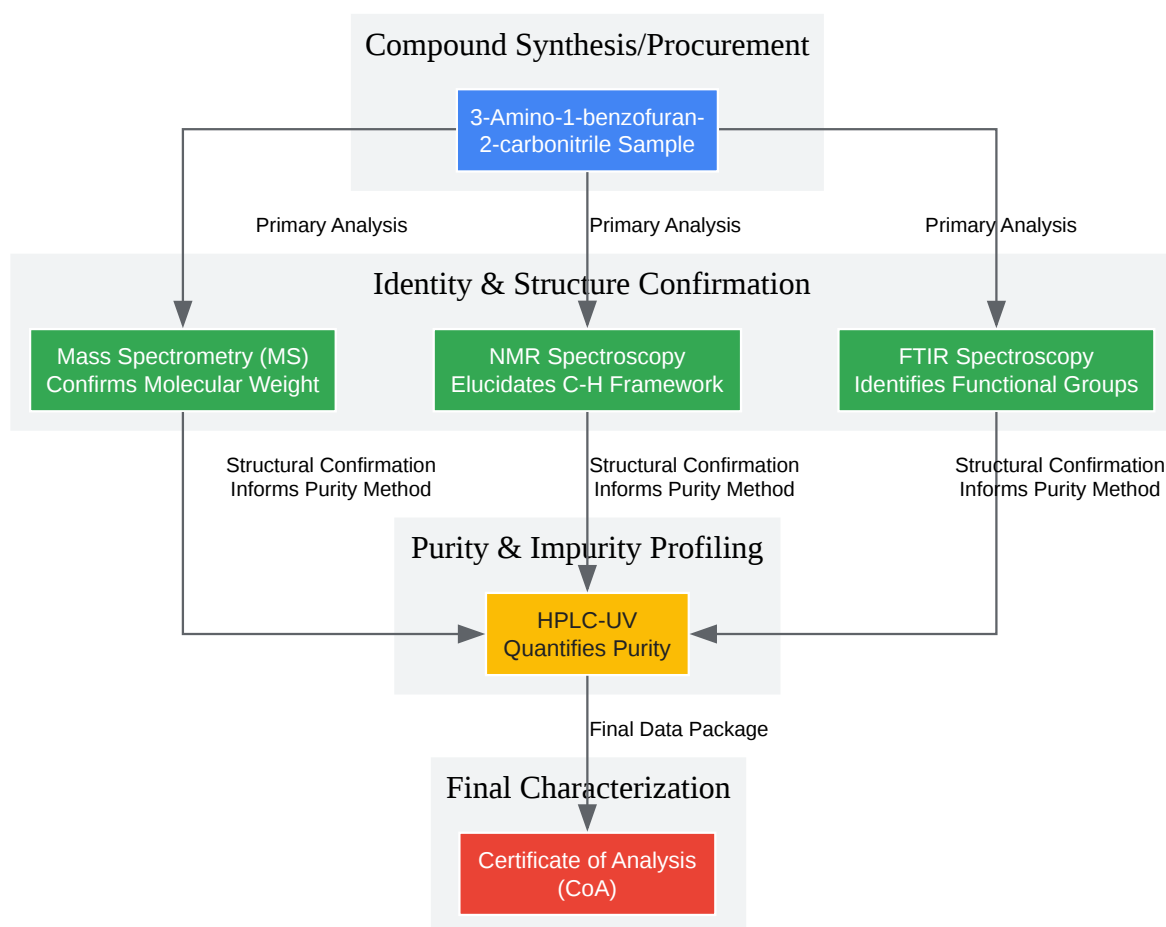 Compound Synthesis/Procurement
3-Amino-1-benzofuran-
2-carbonitrile Sample
Primary Analysis
Primary Analysis
Primary Analysis
Identity & Structure Confirmation
Mass Spectrometry (MS)
Confirms Molecular Weight
NMR Spectroscopy
Elucidates C-H Framework
FTIR Spectroscopy
Identifies Functional Groups
Structural Confirmation
Informs Purity Method
Structural Confirmation
Informs Purity Method
Structural Confirmation
Informs Purity Method
Purity & Impurity Profiling
HPLC-UV
Quantifies Purity
Final Data Package
Final Characterization
Certificate of Analysis
(CoA)